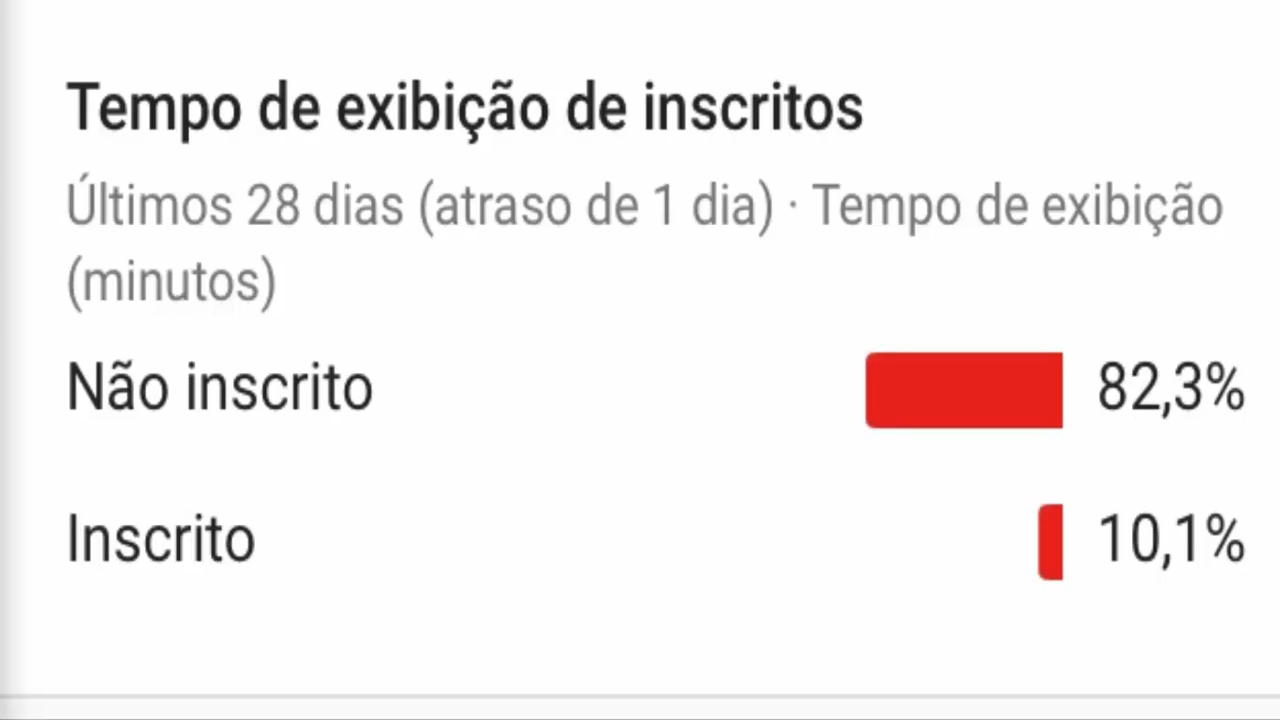 Tempo de exibição de inscritos
Últimos 28 dias (atraso de 1 dia) · Tempo de exibição
(minutos)
Não inscrito 82,3%
Inscrito 10,1%